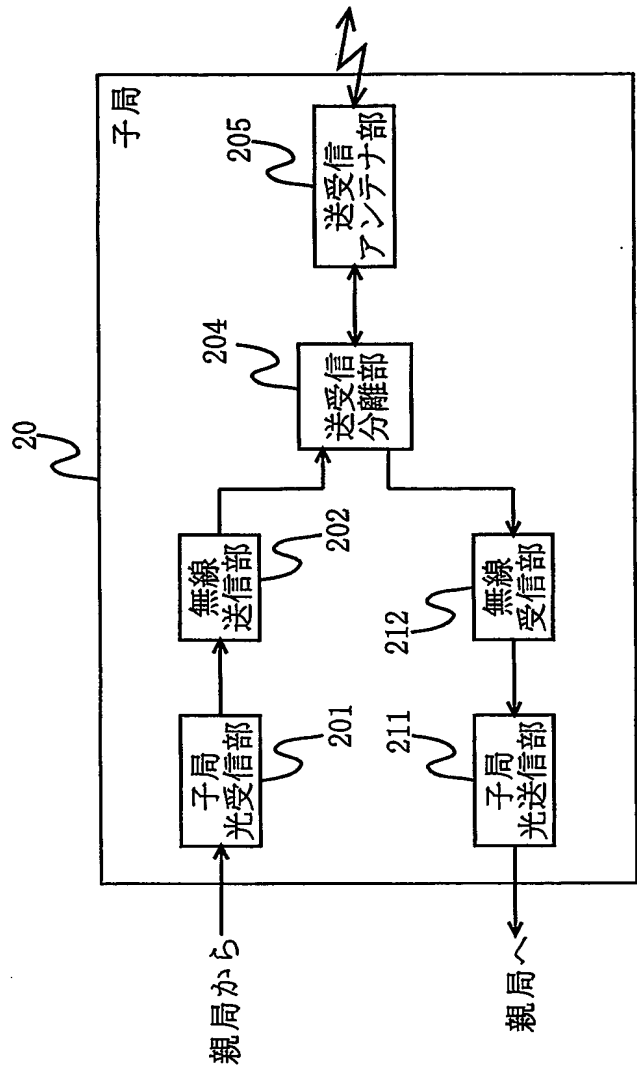 20
子局
親局から
子局
光受信部
201
無線
送信部
202
送受信
分離部
204
送受信
アンテナ部
205
無線
受信部
212
子局
光送信部
211
親局へ